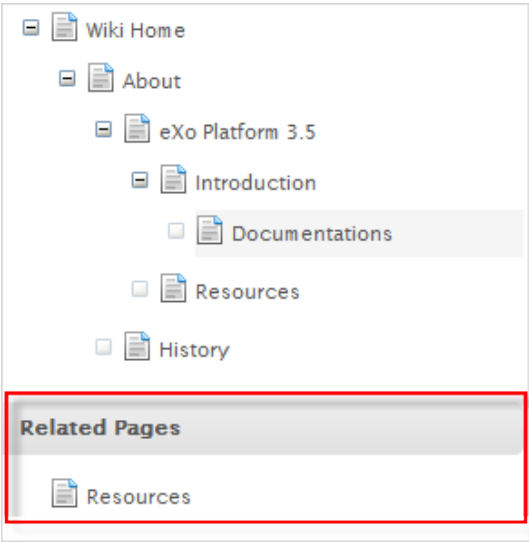 Wiki Home
About
eXo Platform 3.5
Introduction
Documentations
Resources
History
Related Pages
Resources